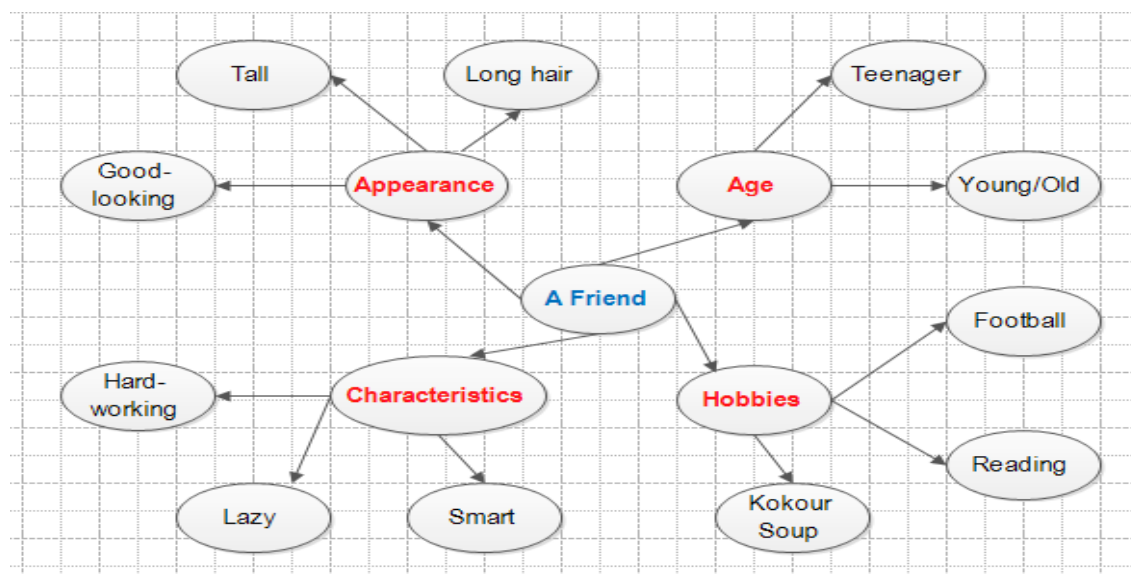 Tall
Long hair
Teenager
Good-
looking
Appearance
Age
Young/Old
A Friend
Football
Hard-
working
Characteristics
Hobbies
Reading
Lazy
Smart
Kokour
Soup